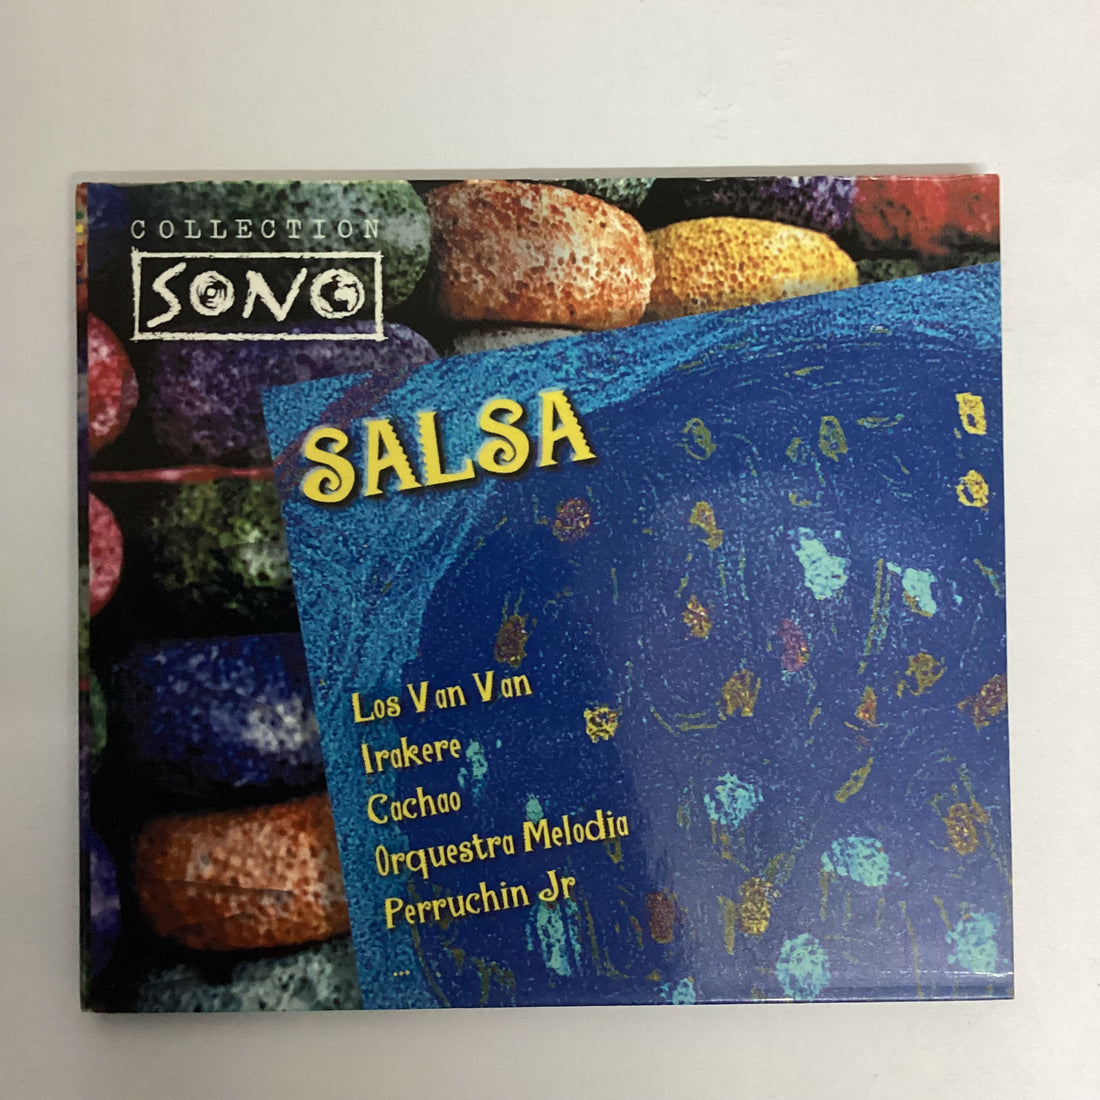 COLLECTION
SONO
SALSA
Los Van Van
Irakere
Cachao
Orquestra Melodia
Perruchin Jr
...